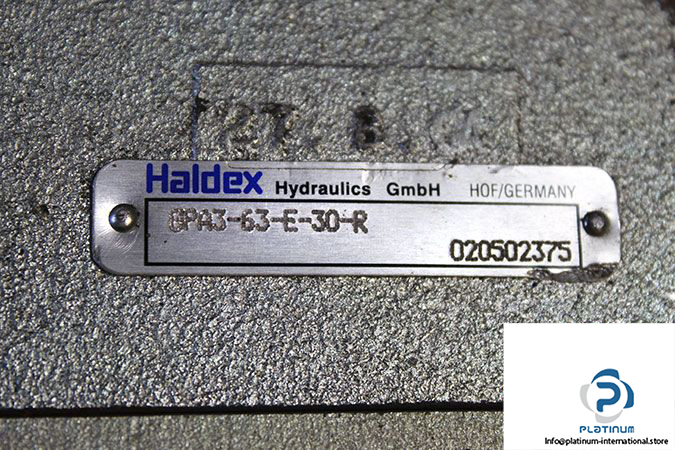 Haldex Hydraulics GmbH HOF/GERMANY
GPA3-63-E-30-R
020502375
PLATINUM
Info@platinum-international.store